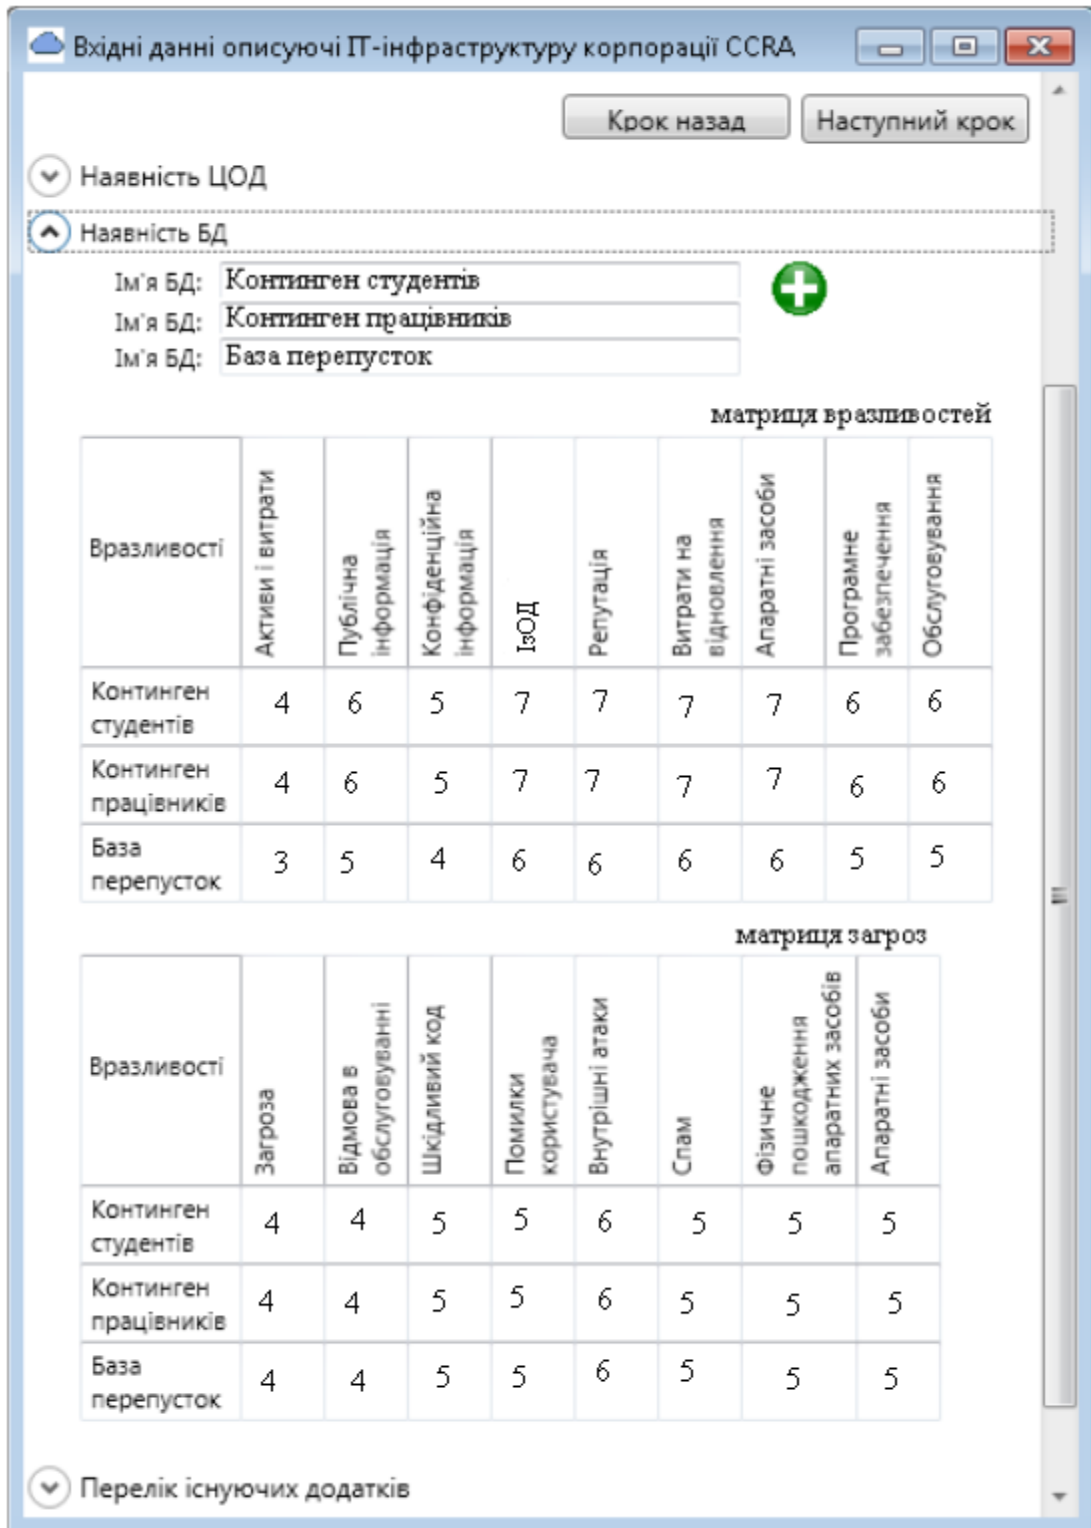 Вхідні данні описуючі IT-інфраструктуру корпорації CCRA
Крок назад
Наступний крок
Наявність ЦОД
Наявність БД
Ім'я БД: Континген студентів
Ім'я БД: Континген працівників
Ім'я БД: База перепусток
матриця вразливостей
Вразливості
Активи і витрати
Публічна
інформація
Конфіденційна
інформація
ІзОД
Репутація
Витрати на
відновлення
Апаратні засоби
Програмне
забезпечення
Обслуговування
Континген
студентів
4 6 5 7 7 7 7 6 6
Континген
працівників
4 6 5 7 7 7 7 6 6
База
перепусток
3 5 4 6 6 6 6 5 5
матриця загроз
Вразливості
Загроза
Відмова в
обслуговуванні
Шкідливий код
Помилки
користувача
Внутрішні атаки
Спам
Фізичне
пошкодження
апаратних засобів
Апаратні засоби
Континген
студентів
4 4 5 5 6 5 5 5
Континген
працівників
4 4 5 5 6 5 5 5
База
перепусток
4 4 5 5 6 5 5 5
Перелік існуючих додатків